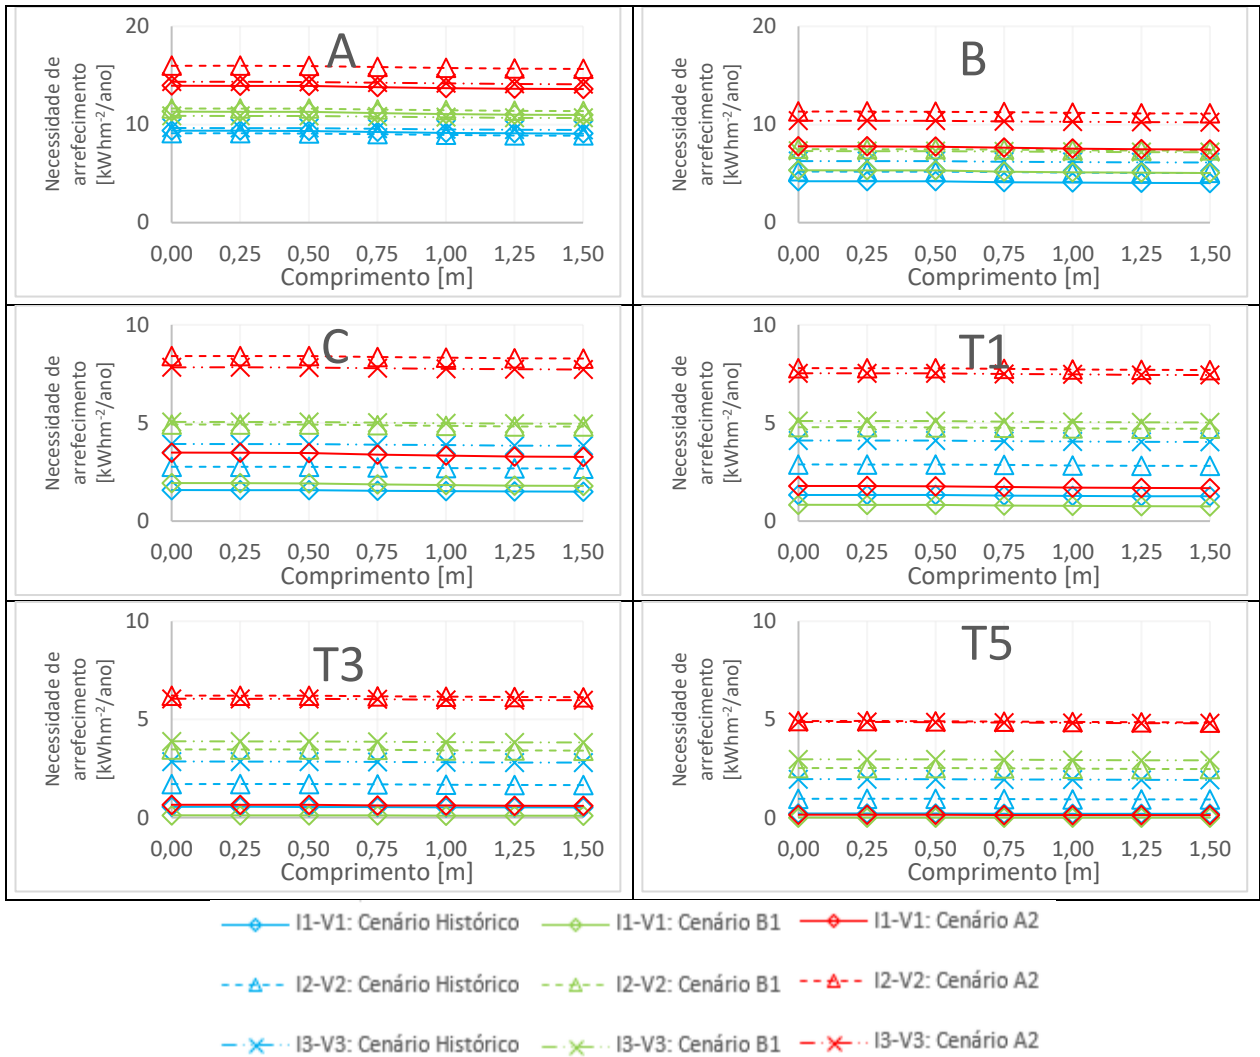 A
Necessidade de
arrefecimento
[kWhm⁻²/ano]
20
10
0
0,00 0,25 0,50 0,75 1,00 1,25 1,50
Comprimento [m]
B
Necessidade de
arrefecimento
[kWhm⁻²/ano]
20
10
0
0,00 0,25 0,50 0,75 1,00 1,25 1,50
Comprimento [m]
C
Necessidade de
arrefecimento
[kWhm⁻²/ano]
10
5
0
0,00 0,25 0,50 0,75 1,00 1,25 1,50
Comprimento [m]
T1
Necessidade de
arrefecimento
[kWhm⁻²/ano]
10
5
0
0,00 0,25 0,50 0,75 1,00 1,25 1,50
Comprimento [m]
T3
Necessidade de
arrefecimento
[kWhm⁻²/ano]
10
5
0
0,00 0,25 0,50 0,75 1,00 1,25 1,50
Comprimento [m]
T5
Necessidade de
arrefecimento
[kWhm⁻²/ano]
10
5
0
0,00 0,25 0,50 0,75 1,00 1,25 1,50
Comprimento [m]
I1-V1: Cenário Histórico I1-V1: Cenário B1 I1-V1: Cenário A2
I2-V2: Cenário Histórico I2-V2: Cenário B1 I2-V2: Cenário A2
I3-V3: Cenário Histórico I3-V3: Cenário B1 I3-V3: Cenário A2